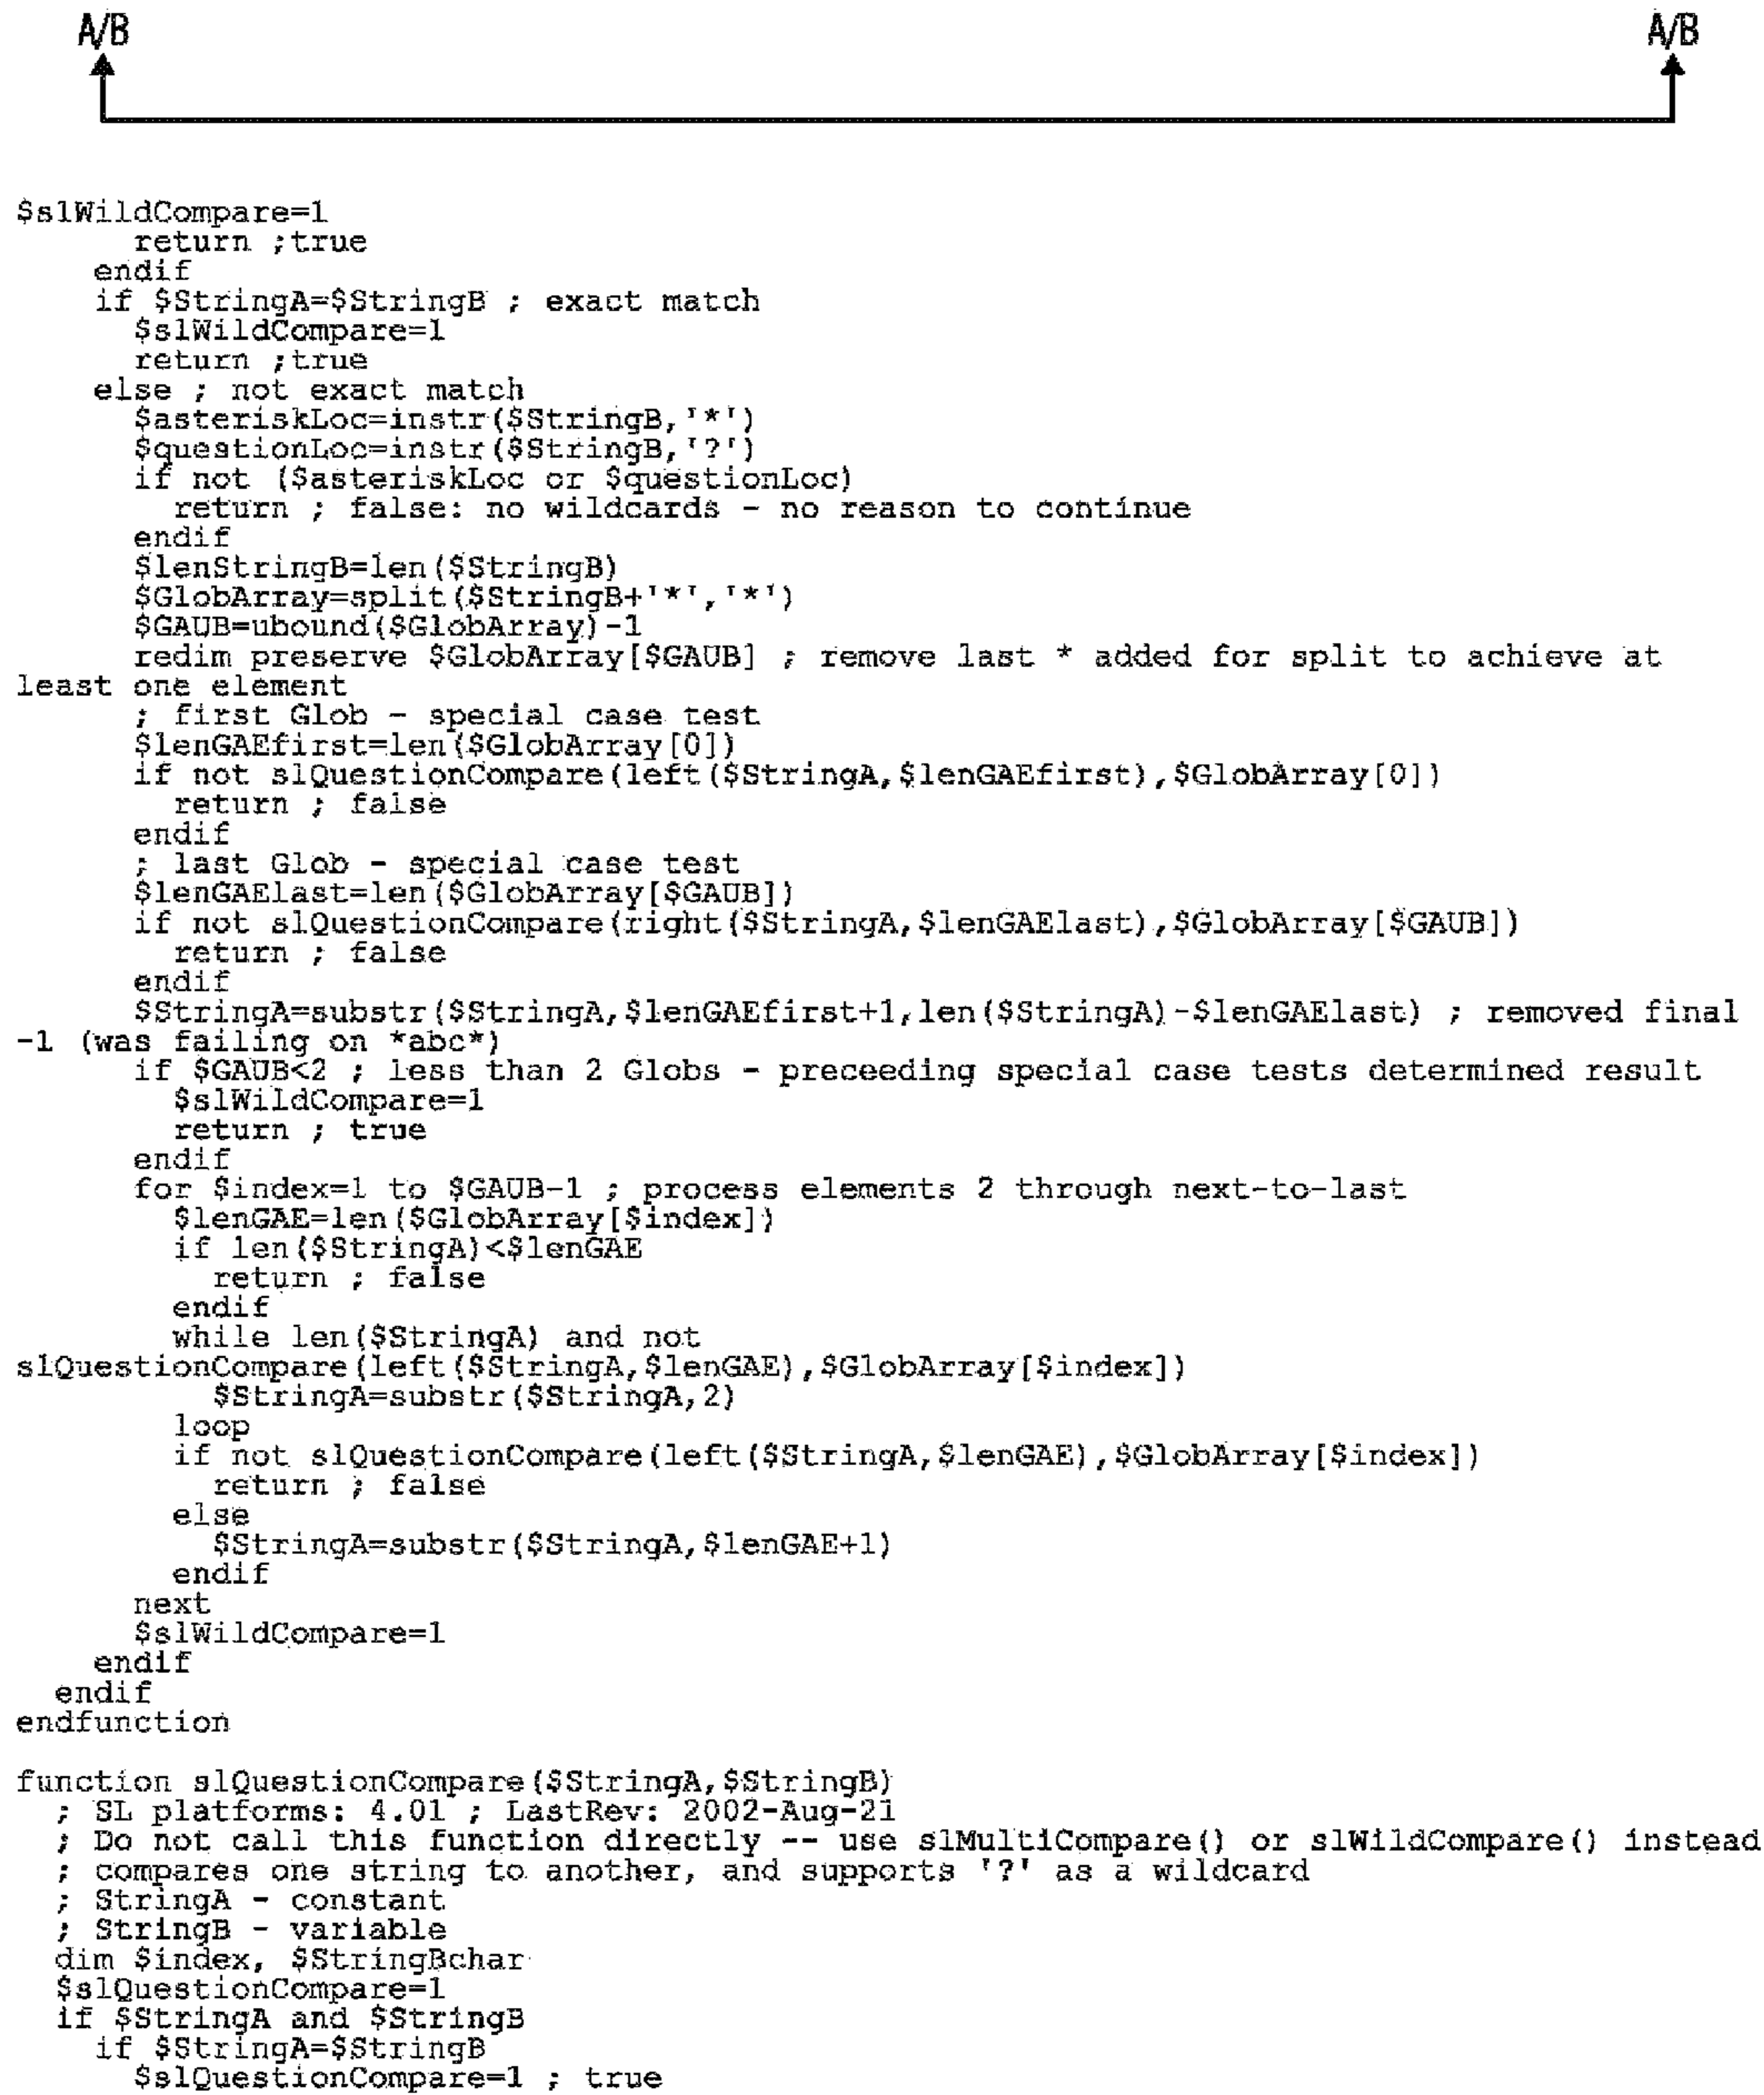 A/B A/B
$slWildCompare=1
return ;true
endif
if $StringA=$StringB ; exact match
$slWildCompare=1
return ;true
else ; not exact match
$asteriskLoc=instr($StringB,'*')
$questionLoc=instr($StringB,'?')
if not ($asteriskLoc or $questionLoc)
return ; false: no wildcards - no reason to continue
endif
$lenStringB=len($StringB)
$GlobArray=split($StringB+'*','*')
$GAUB=ubound($GlobArray)-1
redim preserve $GlobArray[$GAUB] ; remove last * added for split to achieve at
least one element
; first Glob - special case test
$lenGAEfirst=len($GlobArray[0])
if not slQuestionCompare(left($StringA,$lenGAEfirst),$GlobArray[0])
return ; false
endif
; last Glob - special case test
$lenGAElast=len($GlobArray[$GAUB])
if not slQuestionCompare(right($StringA,$lenGAElast),$GlobArray[$GAUB])
return ; false
endif
$StringA=substr($StringA,$lenGAEfirst+1,len($StringA)-$lenGAElast) ; removed final
-1 (was failing on *abc*)
if $GAUB<2 ; less than 2 Globs - preceeding special case tests determined result
$slWildCompare=1
return ; true
endif
for $index=1 to $GAUB-1 ; process elements 2 through next-to-last
$lenGAE=len($GlobArray[$index])
if len($StringA)<$lenGAE
return ; false
endif
while len($StringA) and not
slQuestionCompare(left($StringA,$lenGAE),$GlobArray[$index])
$StringA=substr($StringA,2)
loop
if not slQuestionCompare(left($StringA,$lenGAE),$GlobArray[$index])
return ; false
else
$StringA=substr($StringA,$lenGAE+1)
endif
next
$slWildCompare=1
endif
endif
endfunction
function slQuestionCompare($StringA,$StringB)
; SL platforms: 4.01 ; LastRev: 2002-Aug-21
; Do not call this function directly -- use slMultiCompare() or slWildCompare() instead
; compares one string to another, and supports '?' as a wildcard
; StringA - constant
; StringB - variable
dim $index, $StringBchar
$slQuestionCompare=1
if $StringA and $StringB
if $StringA=$StringB
$slQuestionCompare=1 ; true